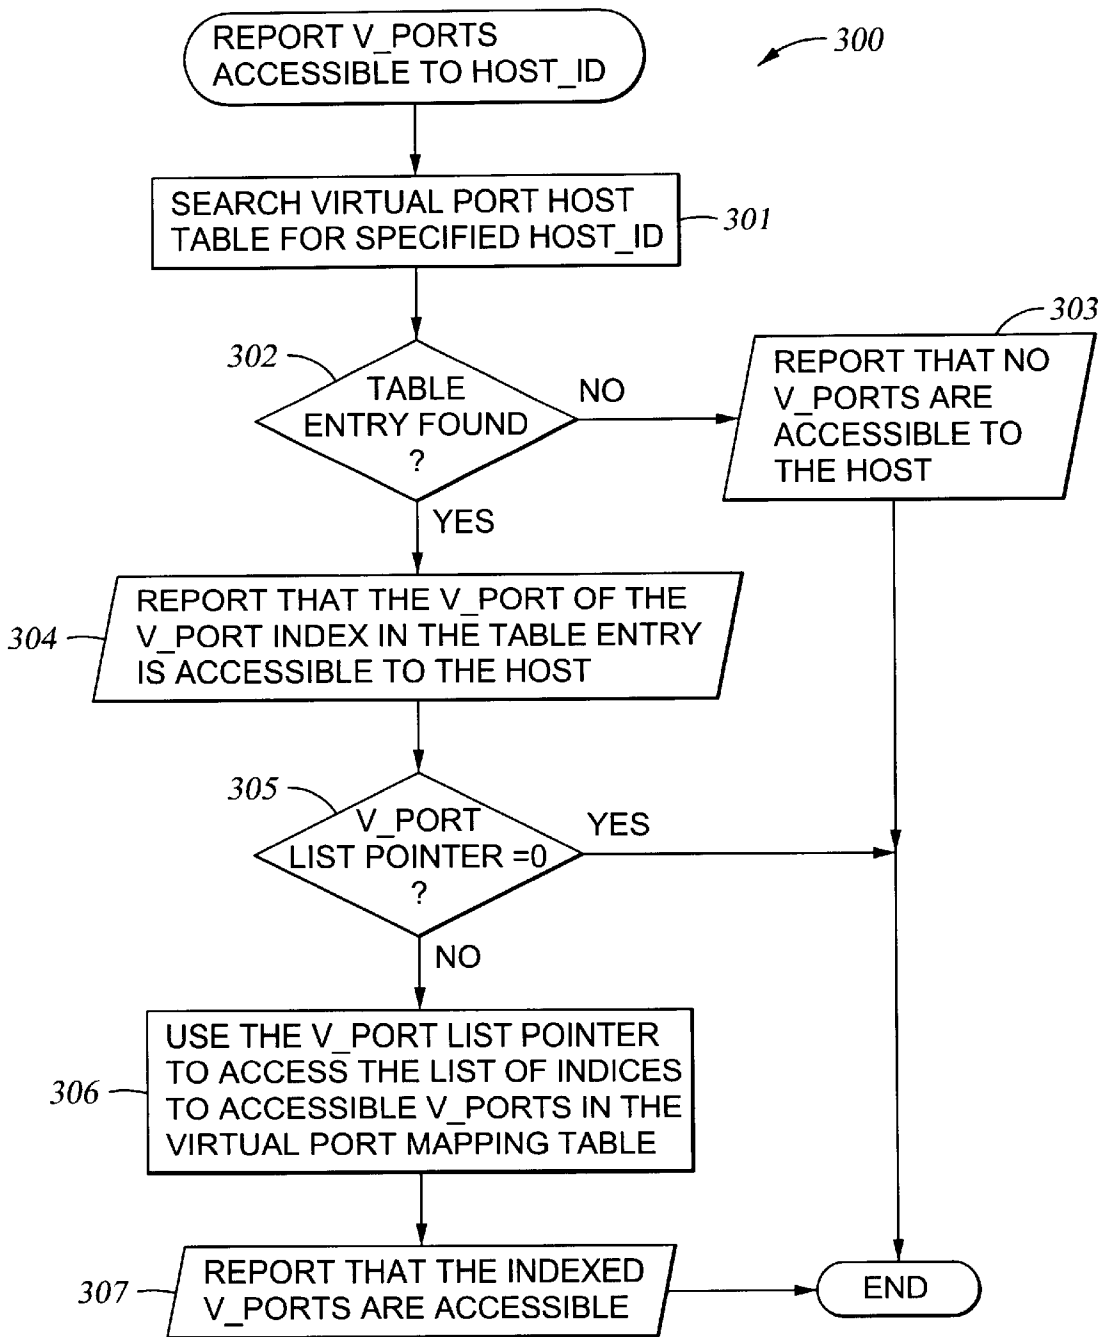 REPORT V_PORTS
ACCESSIBLE TO HOST_ID
300
SEARCH VIRTUAL PORT HOST
TABLE FOR SPECIFIED HOST_ID
301
302
TABLE
ENTRY FOUND
?
NO
YES
303
REPORT THAT NO
V_PORTS ARE
ACCESSIBLE TO
THE HOST
304
REPORT THAT THE V_PORT OF THE
V_PORT INDEX IN THE TABLE ENTRY
IS ACCESSIBLE TO THE HOST
305
V_PORT
LIST POINTER =0
?
YES
NO
306
USE THE V_PORT LIST POINTER
TO ACCESS THE LIST OF INDICES
TO ACCESSIBLE V_PORTS IN THE
VIRTUAL PORT MAPPING TABLE
307
REPORT THAT THE INDEXED
V_PORTS ARE ACCESSIBLE
END